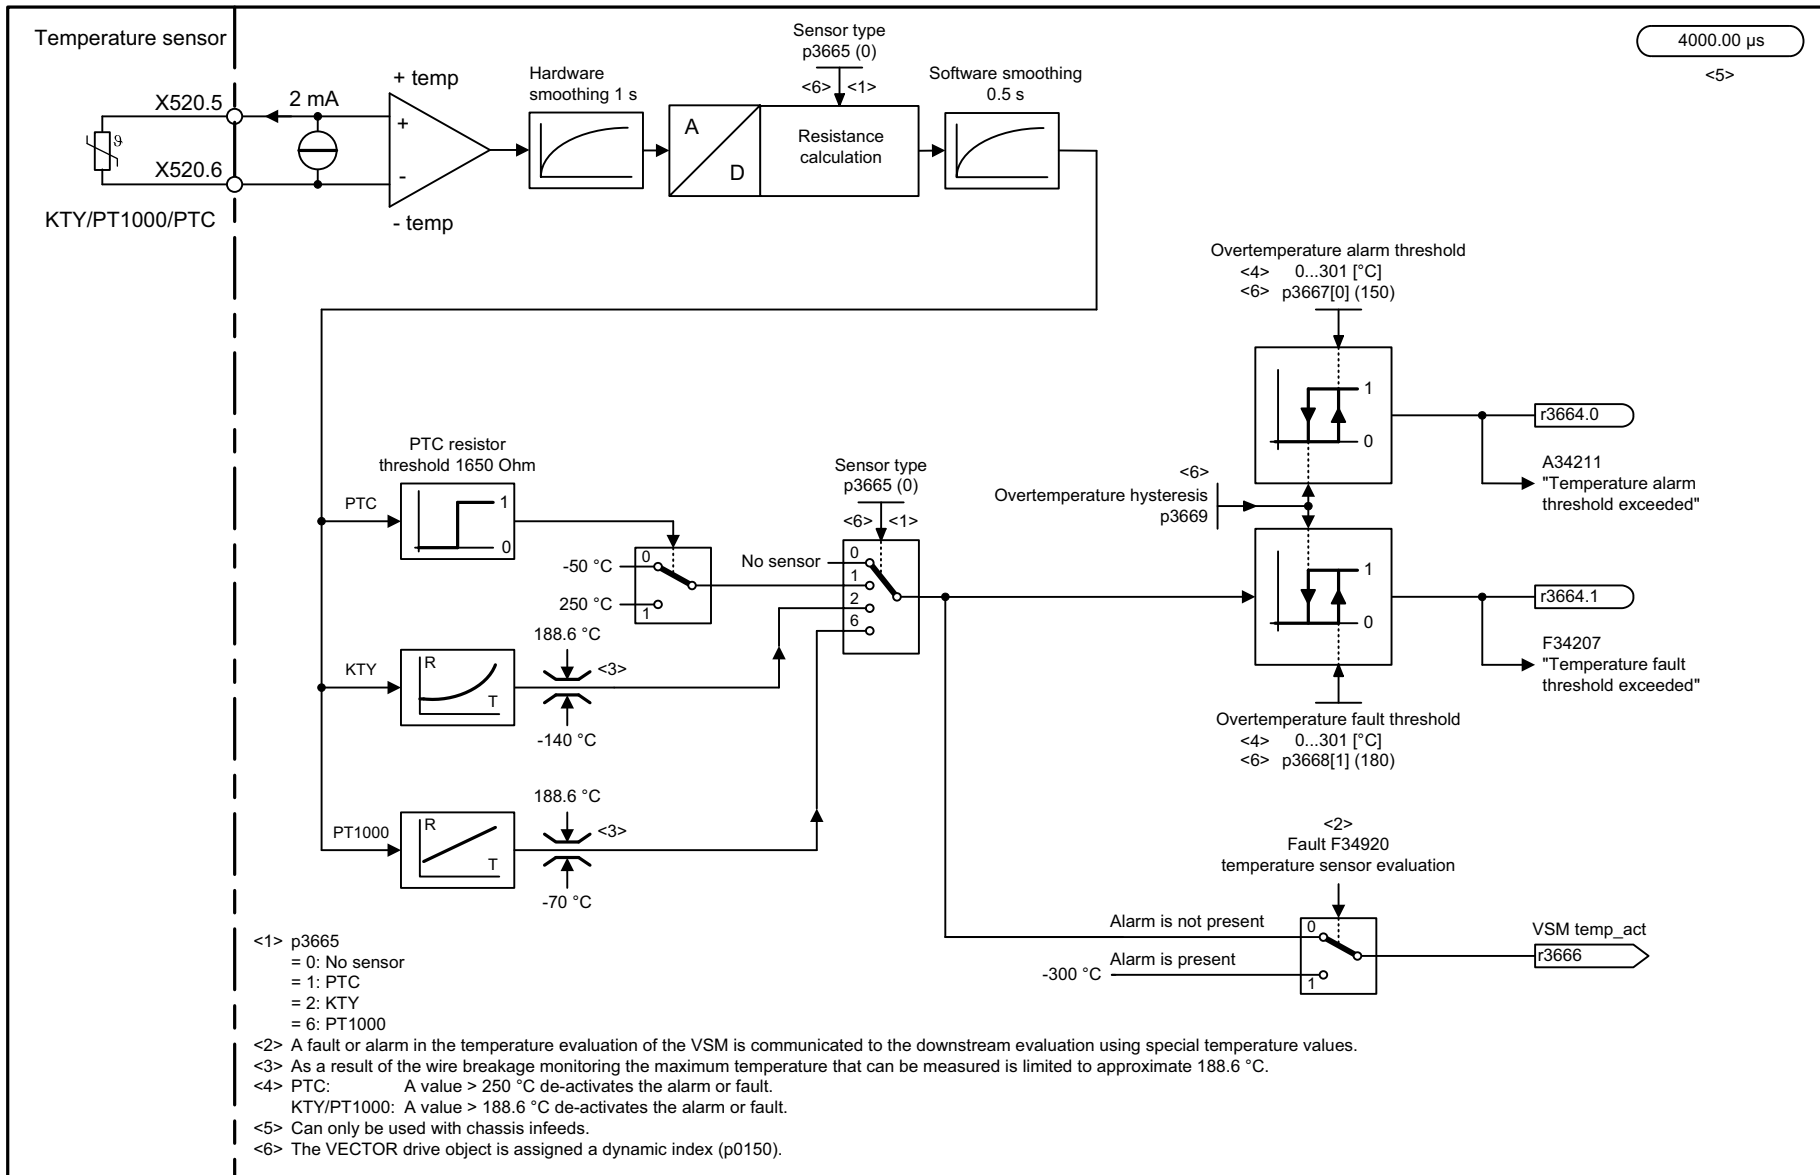 Temperature sensor
X520.5
X520.6
ϑ
KTY/PT1000/PTC
2 mA
+ temp
+
-
- temp
Hardware
smoothing 1 s
A
D
Sensor type
p3665 (0)
<6> <1>
Resistance
calculation
Software smoothing
0.5 s
4000.00 µs
<5>
Overtemperature alarm threshold
<4> 0...301 [°C]
<6> p3667[0] (150)
1
0
r3664.0
A34211
"Temperature alarm
threshold exceeded"
<6>
Overtemperature hysteresis
p3669
1
0
r3664.1
F34207
"Temperature fault
threshold exceeded"
Overtemperature fault threshold
<4> 0...301 [°C]
<6> p3668[1] (180)
PTC resistor
threshold 1650 Ohm
PTC
1
0
-50 °C
0
250 °C
1
Sensor type
p3665 (0)
<6> <1>
No sensor
0
1
2
6
KTY
R
T
188.6 °C
<3>
-140 °C
PT1000
R
T
188.6 °C
<3>
-70 °C
<2>
Fault F34920
temperature sensor evaluation
Alarm is not present
0
Alarm is present
-300 °C
1
VSM temp_act
r3666
<1> p3665
= 0: No sensor
= 1: PTC
= 2: KTY
= 6: PT1000
<2> A fault or alarm in the temperature evaluation of the VSM is communicated to the downstream evaluation using special temperature values.
<3> As a result of the wire breakage monitoring the maximum temperature that can be measured is limited to approximate 188.6 °C.
<4> PTC: A value > 250 °C de-activates the alarm or fault.
KTY/PT1000: A value > 188.6 °C de-activates the alarm or fault.
<5> Can only be used with chassis infeeds.
<6> The VECTOR drive object is assigned a dynamic index (p0150).